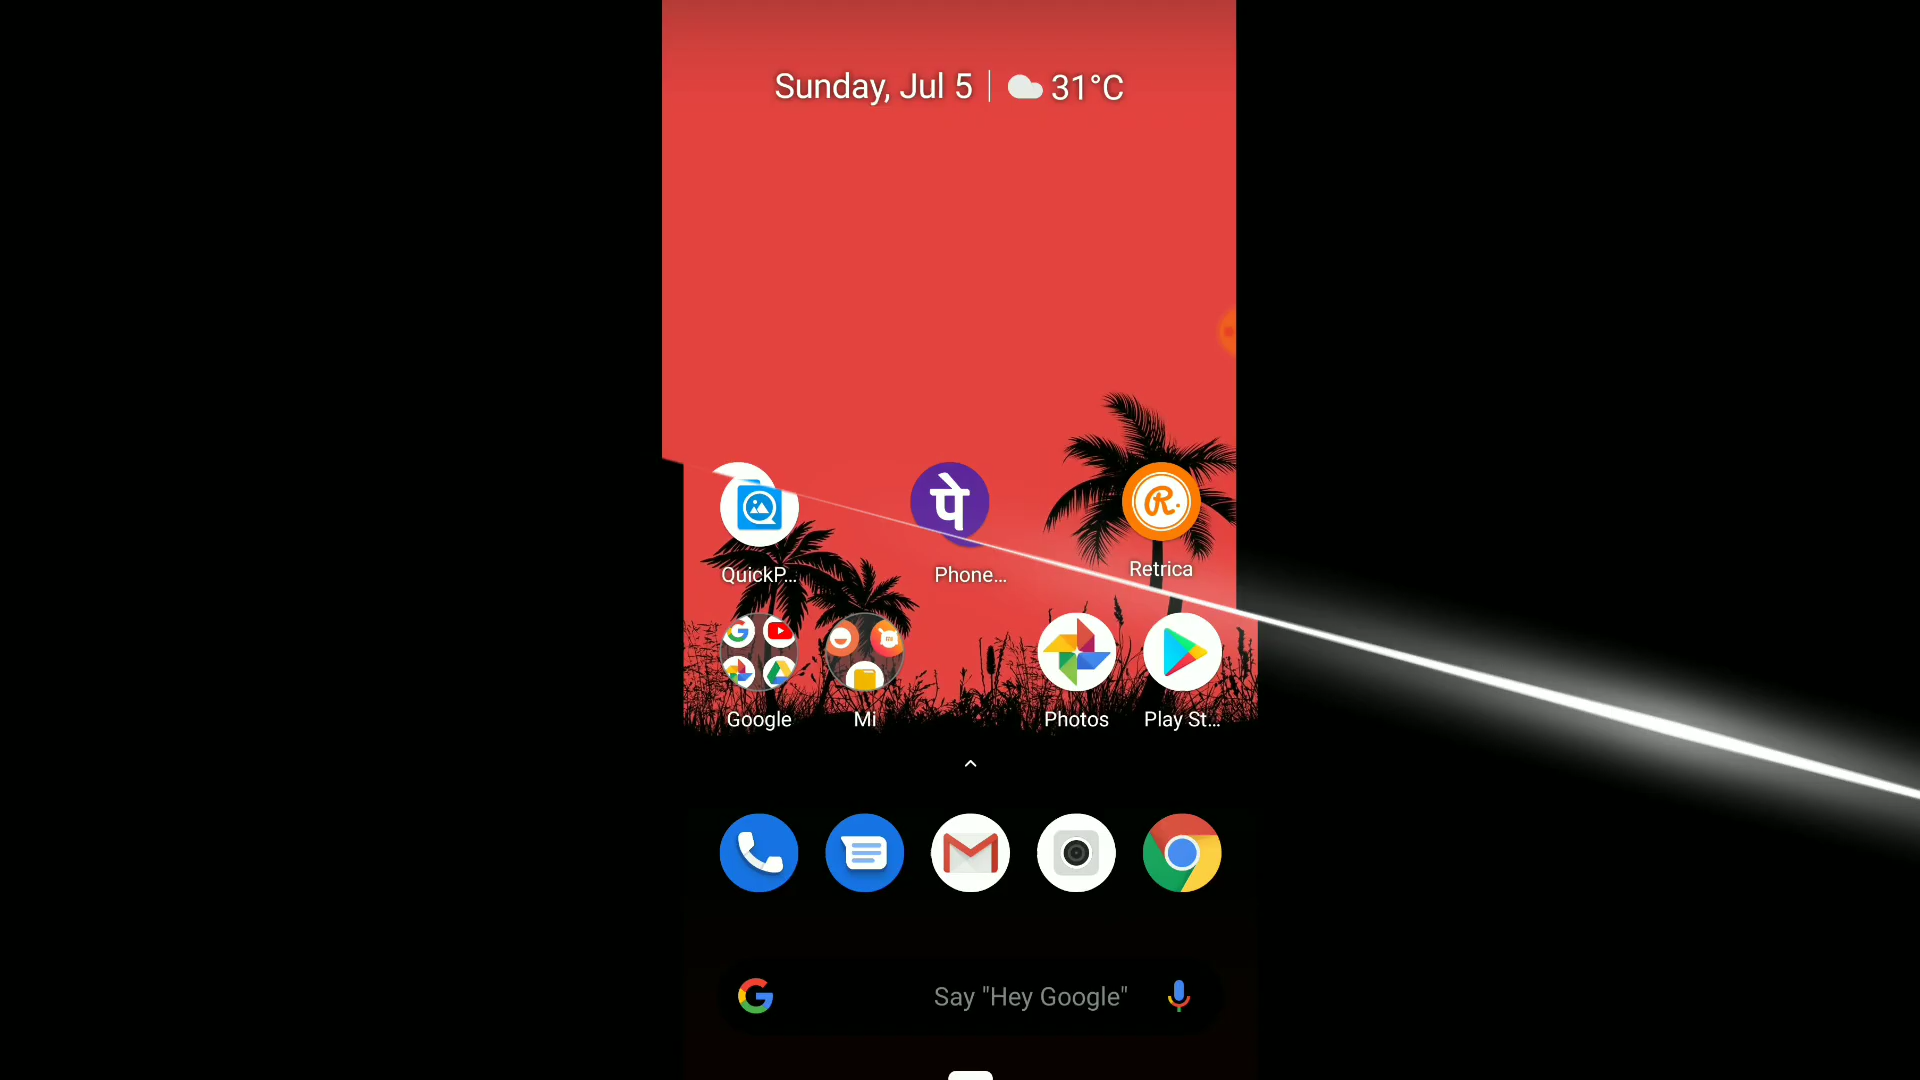 Sunday, Jul 5 31°C
पे
R.
QuickP... Phone... Retrica
Google Mi Photos Play St...
Say "Hey Google"